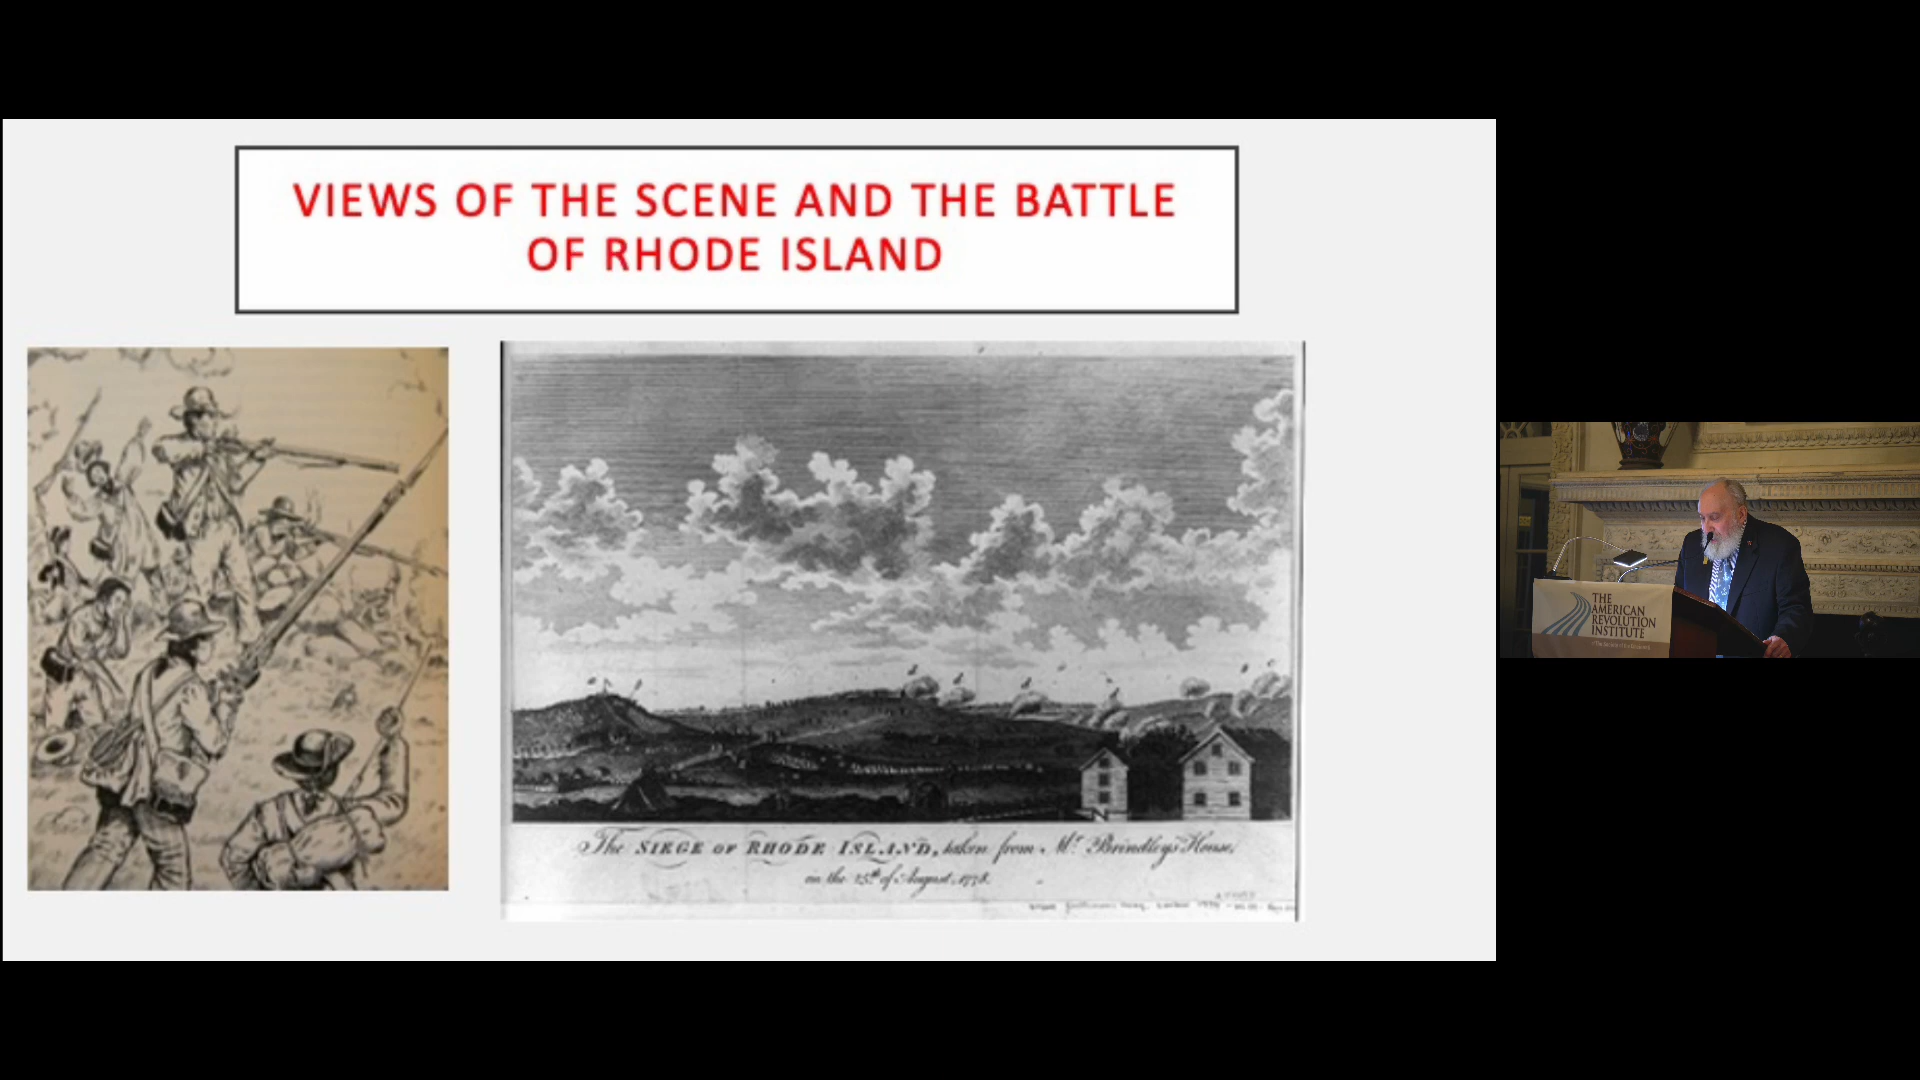 VIEWS OF THE SCENE AND THE BATTLE
OF RHODE ISLAND
The SIEGE OF RHODE ISLAND, taken from Mr. Brindley's House,
on the 25th of August, 1778.
THE
AMERICAN
REVOLUTION
INSTITUTE